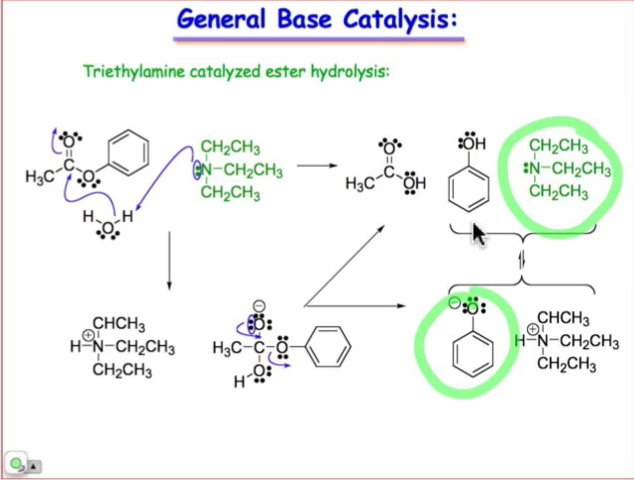 General Base Catalysis:
Triethylamine catalyzed ester hydrolysis:
O
H₃C C O
H H
O
CH₂CH₃
:N–CH₂CH₃
CH₂CH₃
O
H₃C C OH
:OH
CH₂CH₃
:N–CH₂CH₃
CH₂CH₃
CHCH₃
H–N–CH₂CH₃
CH₂CH₃
O
H₃C–C–O
H O
O
CHCH₃
H–N–CH₂CH₃
CH₂CH₃